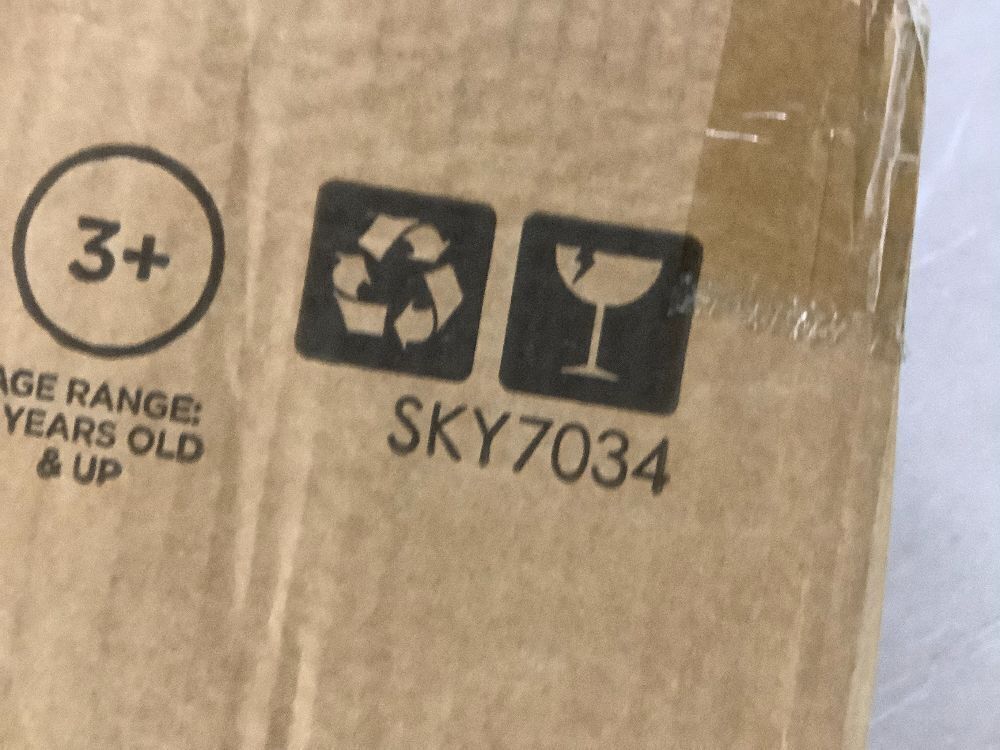 3+
AGE RANGE:
YEARS OLD
& UP
SKY7034